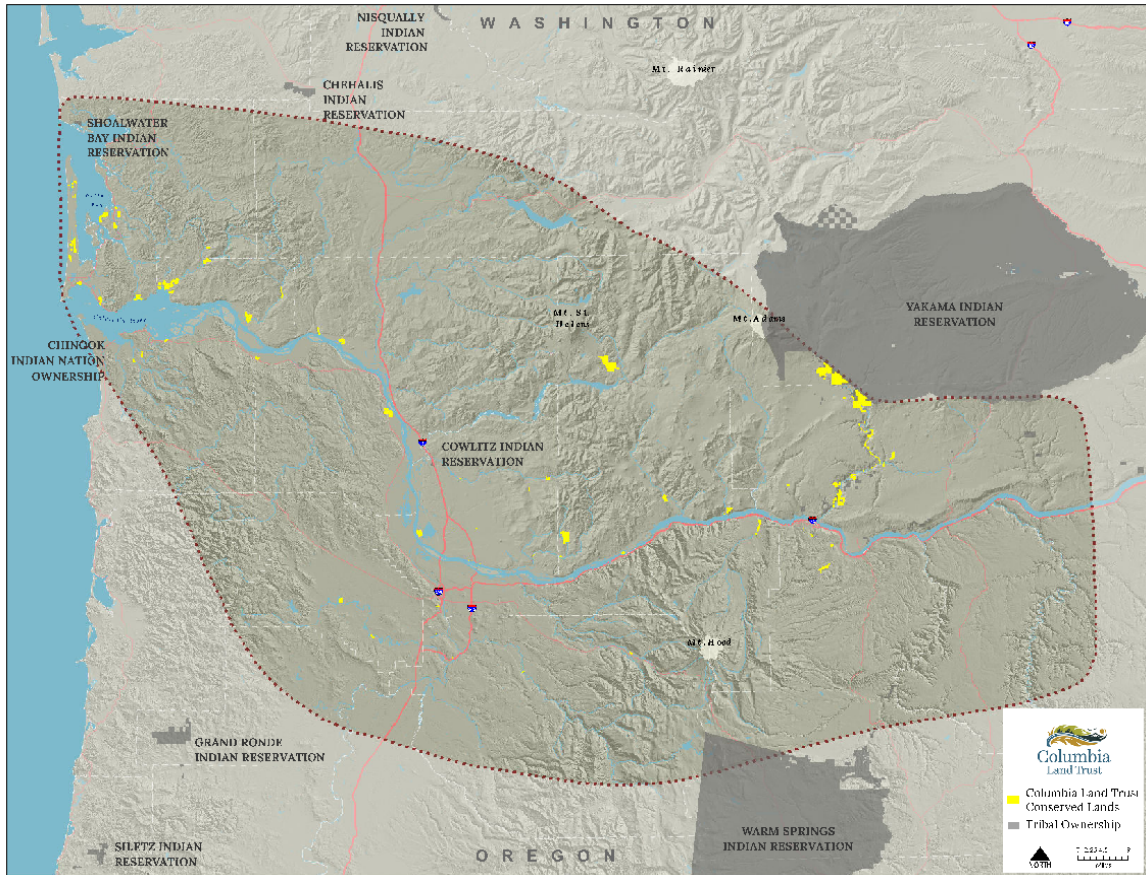 NISQUALLY
INDIAN
RESERVATION
WASHINGTON
Mt. Rainier
CHEHALIS
INDIAN
RESERVATION
SHOALWATER
BAY INDIAN
RESERVATION
YAKAMA INDIAN
RESERVATION
Mt. St.
Helens
Mt. Adams
CHINOOK
INDIAN NATION
OWNERSHIP
COWLITZ INDIAN
RESERVATION
Mt. Hood
GRAND RONDE
INDIAN RESERVATION
WARM SPRINGS
INDIAN RESERVATION
SILETZ INDIAN
RESERVATION
OREGON
Columbia
Land Trust
Columbia Land Trust
Conserved Lands
Tribal Ownership
NORTH
Miles